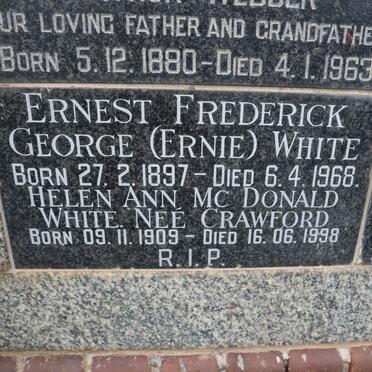 OUR LOVING FATHER AND GRANDFATHE
BORN 5.12.1880-DIED 4.1.1963
ERNEST FREDERICK
GEORGE (ERNIE) WHITE
BORN 27.2.1897-DIED 6.4.1968.
HELEN ANN MC DONALD
WHITE NEE CRAWFORD
BORN 09.11.1909 - DIED 16.06.1998
R.I.P.